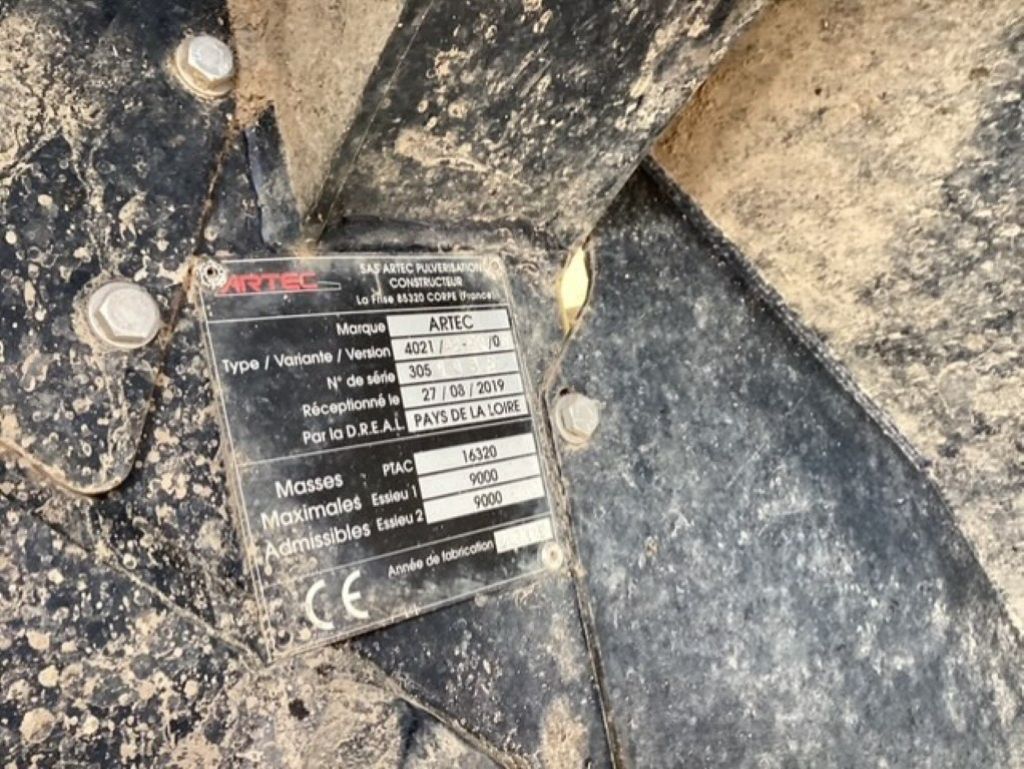 ARTEC
SAS ARTEC PULVERISATION
CONSTRUCTEUR
La Frise 85320 CORPE (France)
Marque ARTEC
Type / Variante / Version 4021 / - /0
N° de série 305
Réceptionné le 27 / 08 / 2019
Par la D.R.E.A.L PAYS DE LA LOIRE
Masses PTAC 16320
Maximales Essieu 1 9000
Admissibles Essieu 2 9000
Année de fabrication
CE